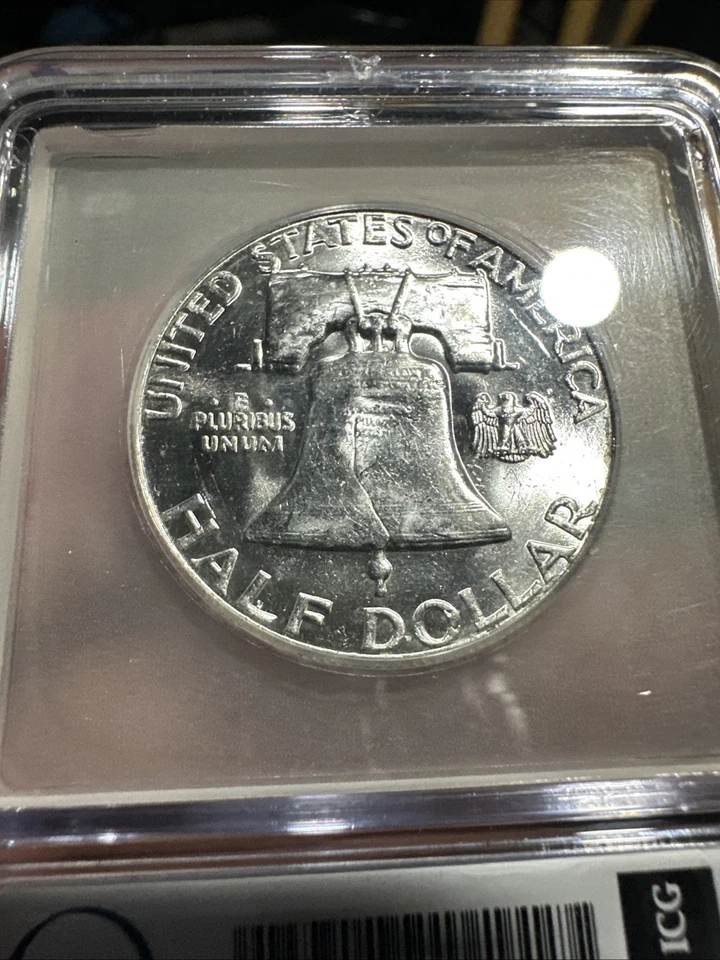 UNITED STATES OF AMERICA
E
PLURIBUS
UNUM
HALF DOLLAR
ICG